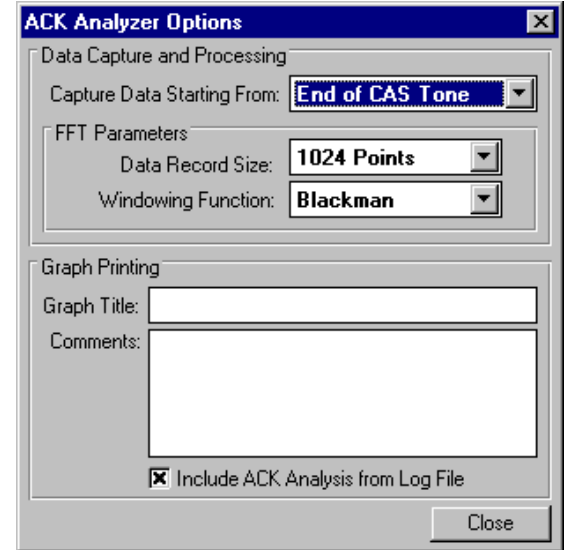 ACK Analyzer Options
Data Capture and Processing
Capture Data Starting From: End of CAS Tone
FFT Parameters
Data Record Size: 1024 Points
Windowing Function: Blackman
Graph Printing
Graph Title:
Comments:
Include ACK Analysis from Log File
Close